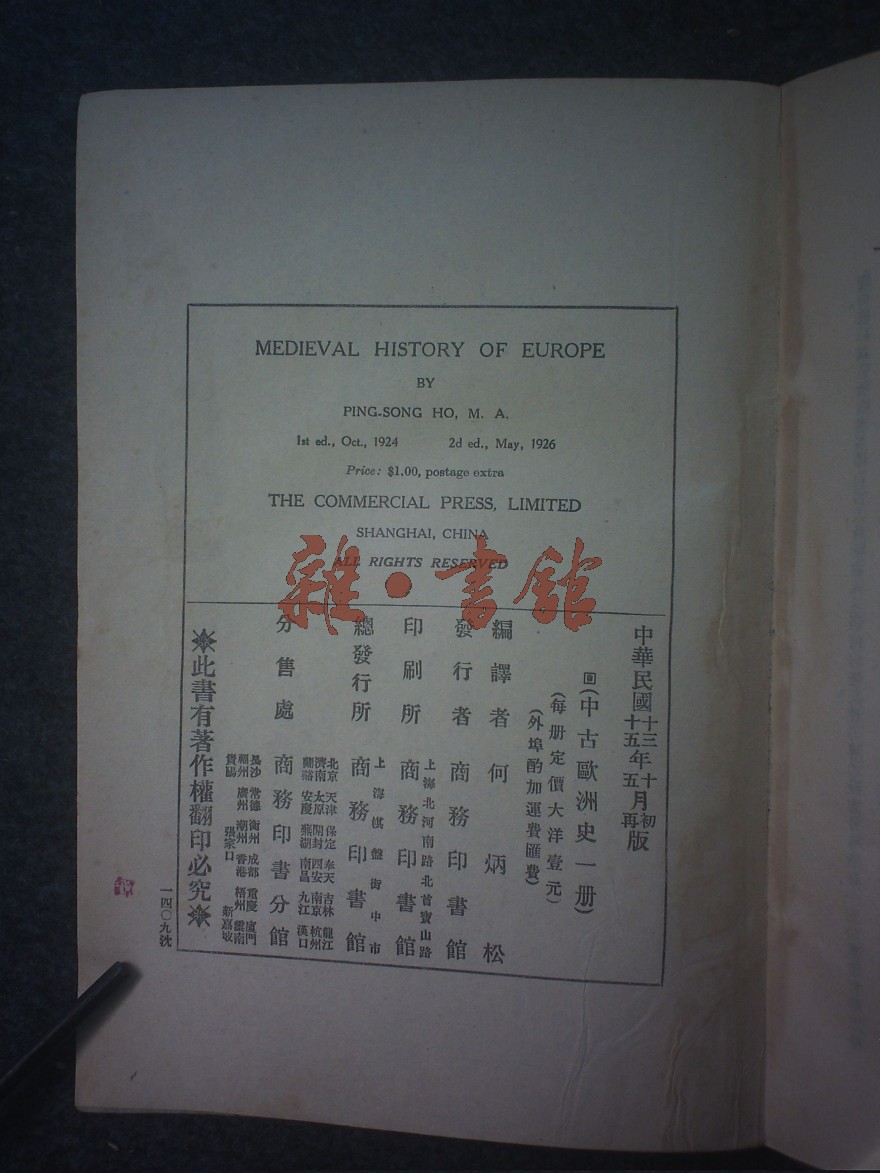 MEDIEVAL HISTORY OF EUROPE
BY
PING-SONG HO, M. A.
1st ed., Oct., 1924 2d ed., May, 1926
Price: $1.00, postage extra
THE COMMERCIAL PRESS, LIMITED
SHANGHAI, CHINA
ALL RIGHTS RESERVED
雜·書館
中華民國十三年十月初版
十五年五月再版
(中古歐洲史一册)
(每册定價大洋壹元)
(外埠酌加運費匯費)
編譯者 何炳松
發行者 商務印書館
印刷所 上海北河南路北首寶山路 商務印書館
總發行所 上海棋盤街中市 商務印書館
分售處 商務印書分館
北京 天津 保定 奉天 吉林 龍江
濟南 太原 開封 西安 南京 杭州
蘭谿 安慶 蕪湖 南昌 九江 漢口
長沙 常德 衡州 成都 重慶 廈門
福州 廣州 潮州 香港 梧州 雲南
貴陽 張家口 新嘉坡
此書有著作權翻印必究
一四〇九沈